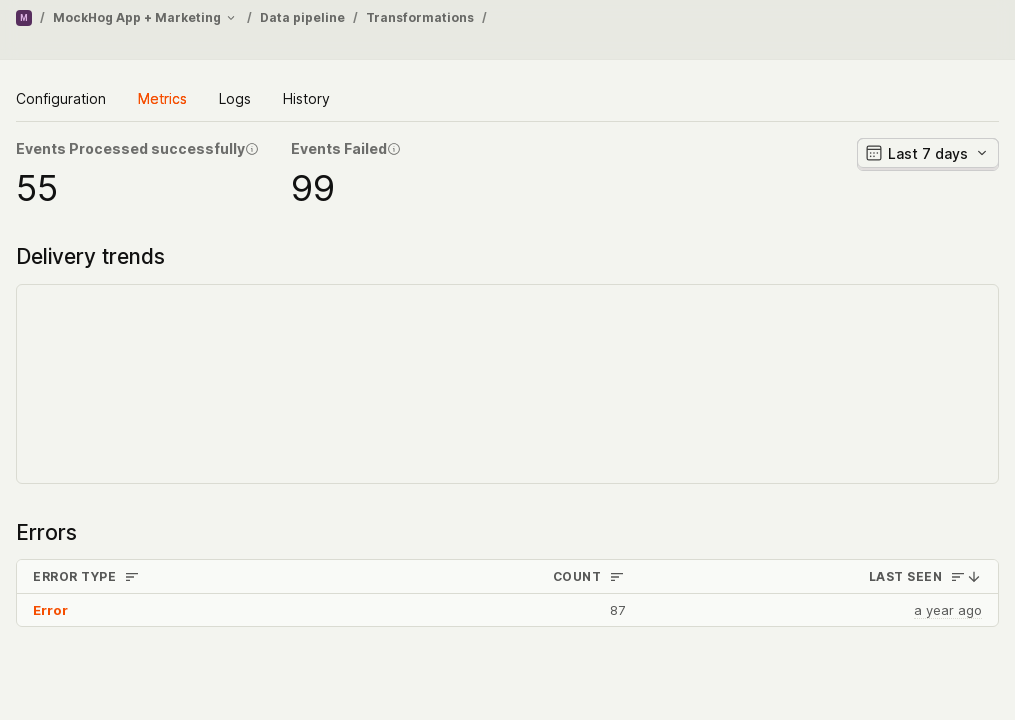 M / MockHog App + Marketing / Data pipeline / Transformations /
Configuration Metrics Logs History
Events Processed successfully Events Failed Last 7 days
55 99
Delivery trends
Errors
ERROR TYPE COUNT LAST SEEN
Error 87 a year ago